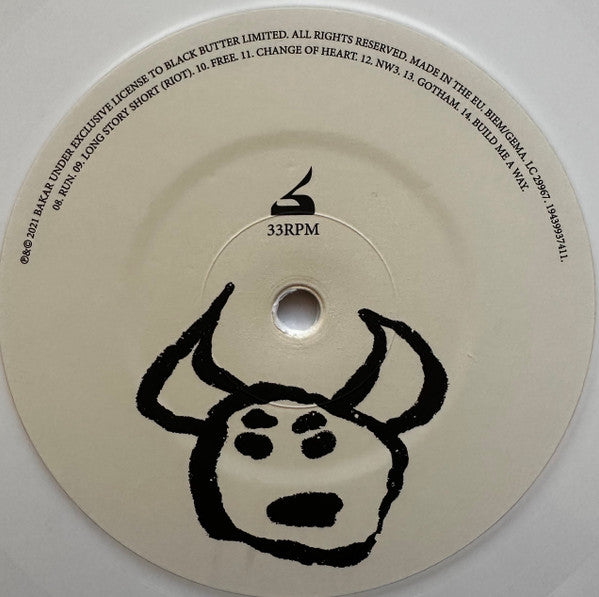 ℗&© 2021 BAKAR UNDER EXCLUSIVE LICENSE TO BLACK BUTTER LIMITED. ALL RIGHTS RESERVED. MADE IN THE EU. BIEM/GEMA. LC 29967. 19439937411.
08. RUN. 09. LONG STORY SHORT (RIOT). 10. FREE. 11. CHANGE OF HEART. 12. NW3. 13. GOTHAM. 14. BUILD ME A WAY.
33RPM